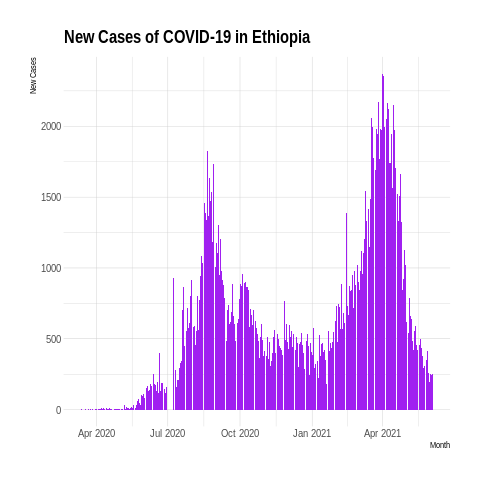 New Cases of COVID-19 in Ethiopia
New Cases
2000
1500
1000
500
0
Apr 2020 Jul 2020 Oct 2020 Jan 2021 Apr 2021
Month